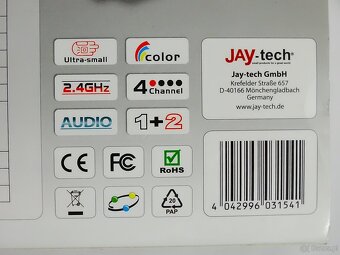 Ultra-small
color
2.4GHz
4 Channel
AUDIO
1+2
CE
FC
RoHS
20
PAP
JAY-tech®
Jay-tech GmbH
Krefelder Straße 657
D-40166 Mönchengladbach
Germany
www.jay-tech.de
4 042996 031541